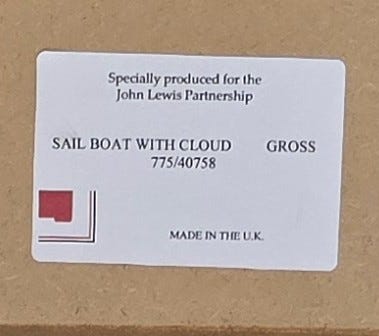 Specially produced for the
John Lewis Partnership
SAIL BOAT WITH CLOUD GROSS
775/40758
MADE IN THE U.K.